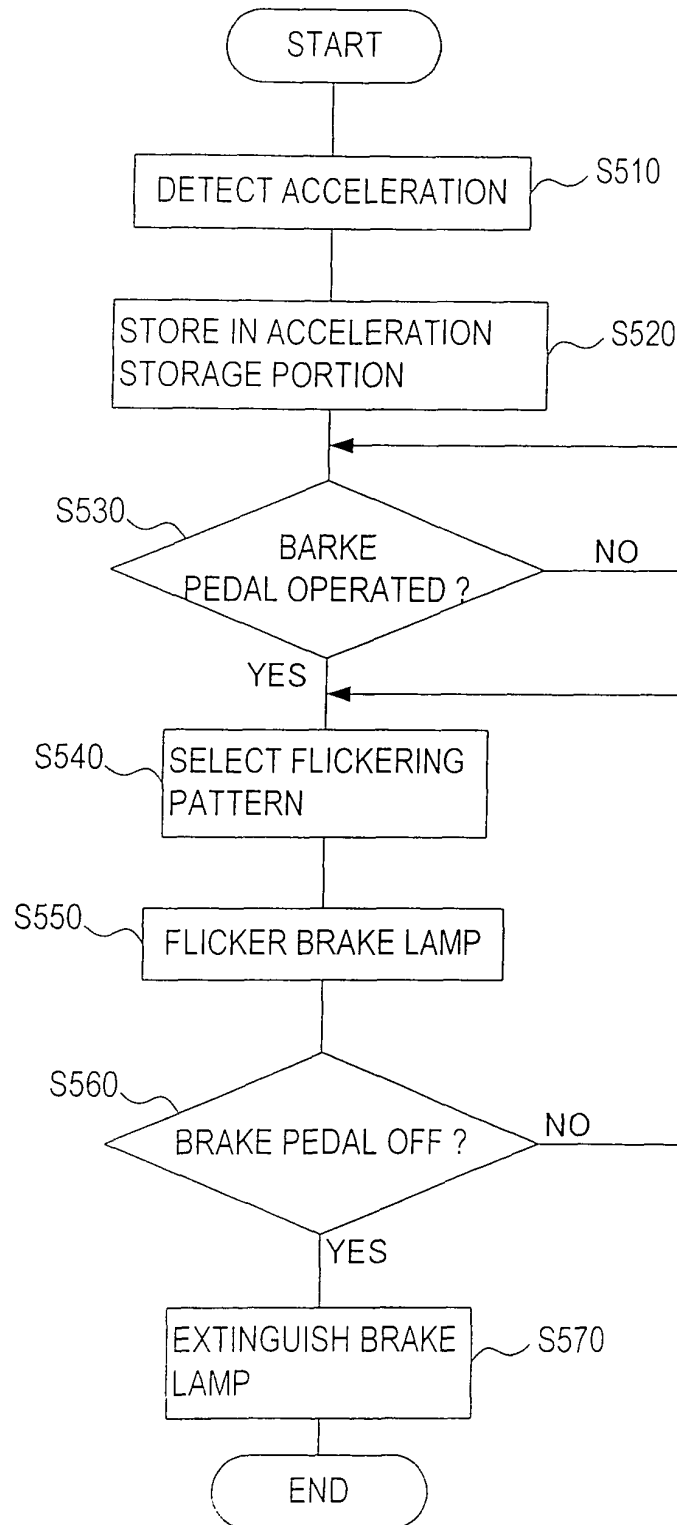 START
DETECT ACCELERATION
S510
STORE IN ACCELERATION
STORAGE PORTION
S520
S530
BARKE
PEDAL OPERATED ?
NO
YES
S540
SELECT FLICKERING
PATTERN
S550
FLICKER BRAKE LAMP
S560
BRAKE PEDAL OFF ?
NO
YES
EXTINGUISH BRAKE
LAMP
S570
END